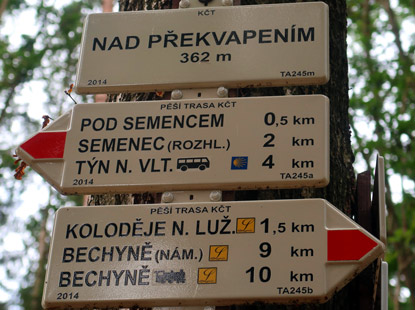 KČT
NAD PŘEKVAPENÍM
362 m
2014 TA245m
PĚŠÍ TRASA KČT
POD SEMENCEM 0,5 km
SEMENEC (ROZHL.) 2 km
TÝN N. VLT. 4 km
2014 TA245a
PĚŠÍ TRASA KČT
KOLODĚJE N. LUŽ. 1,5 km
BECHYNĚ (NÁM.) 9 km
BECHYNĚ 10 km
2014 TA245b